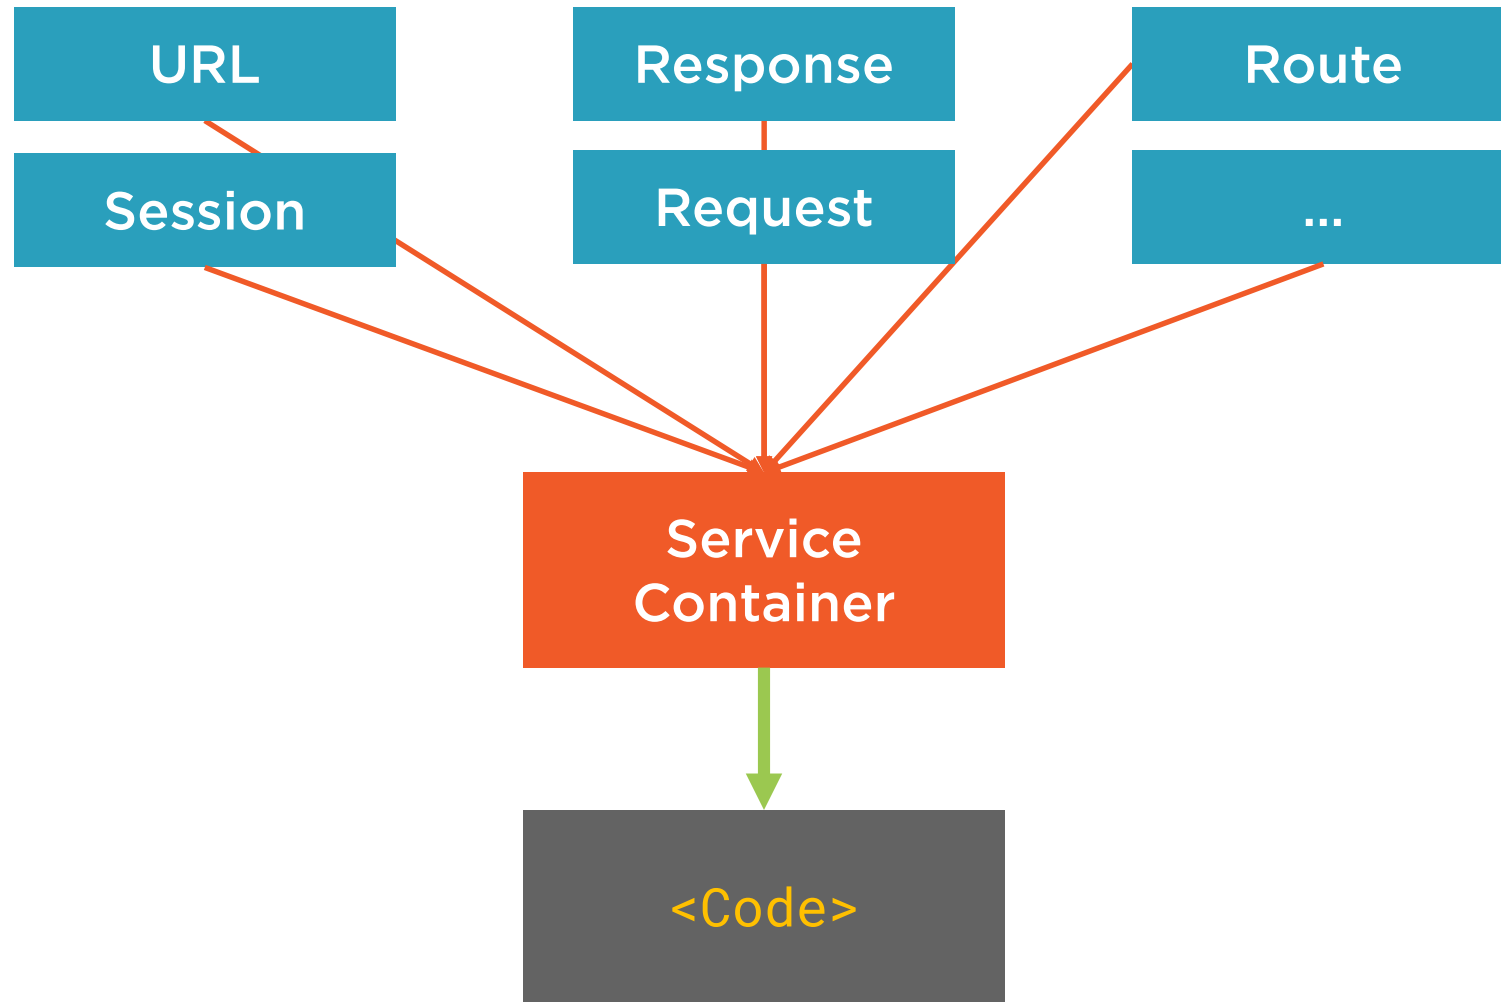 URL
Response
Route
Session
Request
...
Service
Container
<Code>